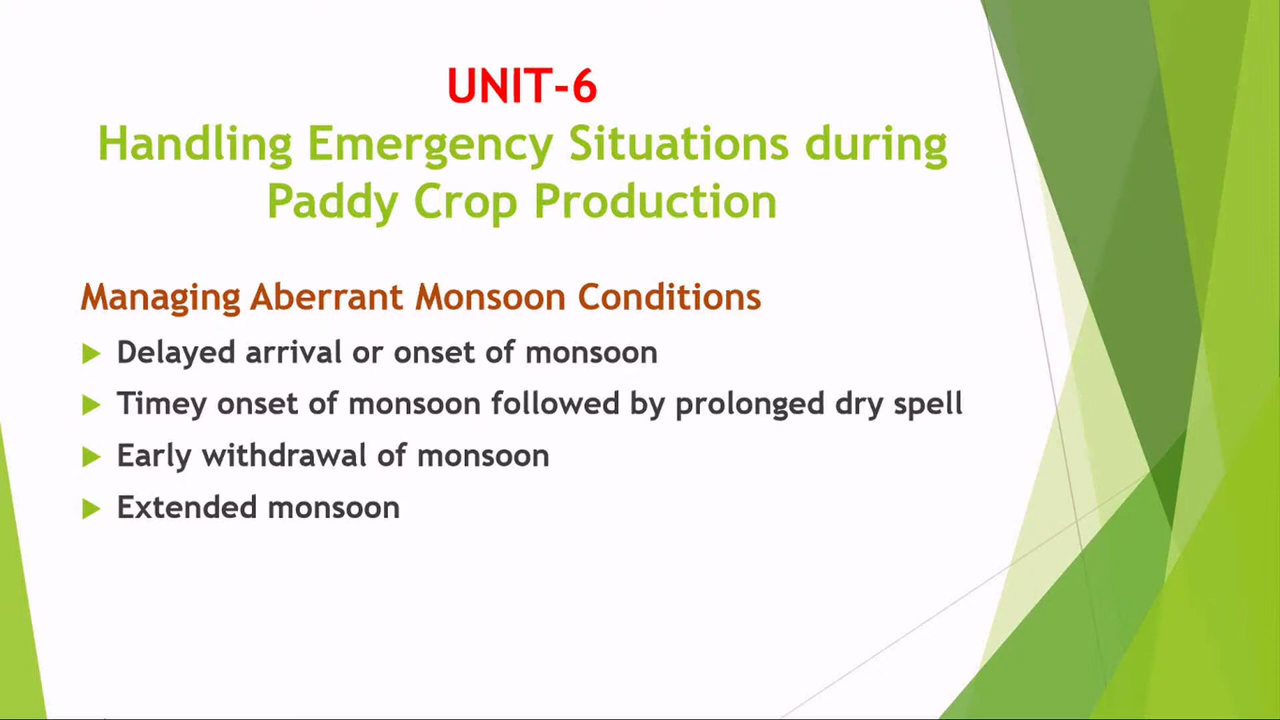 UNIT-6
Handling Emergency Situations during
Paddy Crop Production
Managing Aberrant Monsoon Conditions
Delayed arrival or onset of monsoon
Timey onset of monsoon followed by prolonged dry spell
Early withdrawal of monsoon
Extended monsoon